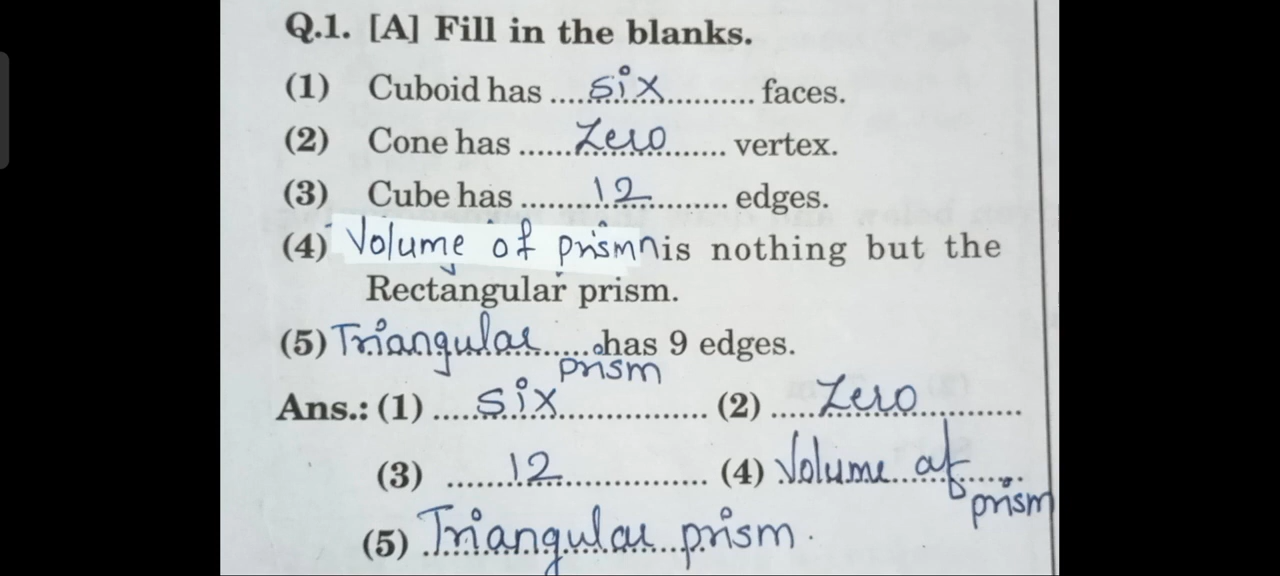 Q.1. [A] Fill in the blanks.
(1) Cuboid has ....six.......... faces.
(2) Cone has ......Zero....... vertex.
(3) Cube has ........12......... edges.
(4) Volume of prism is nothing but the
Rectangular prism.
(5) Triangular......has 9 edges.
prism
Ans.: (1) ....six............... (2) .....Zero............
(3) ......12............... (4) Volume of
prism
(5) Triangular prism.